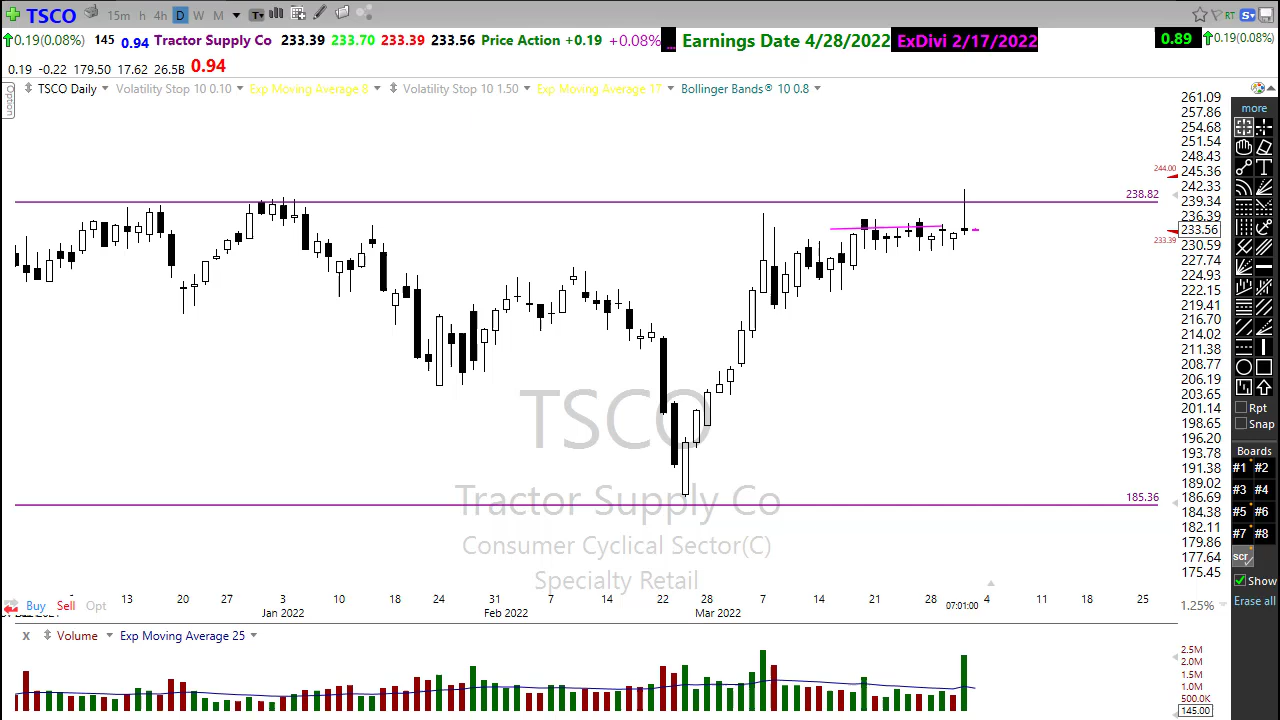 TSCO 15m h 4h D W M T RT S
0.19(0.08%) 145 0.94 Tractor Supply Co 233.39 233.70 233.39 233.56 Price Action +0.19 +0.08% ... Earnings Date 4/28/2022 ExDivi 2/17/2022 0.89 0.19(0.08%)
0.19 -0.22 179.50 17.62 26.5B 0.94
Option
TSCO Daily Volatility Stop 10 0.10 Exp Moving Average 8 Volatility Stop 10 1.50 Exp Moving Average 17 Bollinger Bands® 10 0.8
261.09
257.86
254.68
251.54
248.43
245.36
242.33
239.34
236.39
233.56
230.59
227.74
224.93
222.15
219.41
216.70
214.02
211.38
208.77
206.19
203.65
201.14
198.65
196.20
193.78
191.38
189.02
186.69
184.38
182.11
179.86
177.64
175.45
244.00
238.82
233.39
185.36
TSCO
Tractor Supply Co
Consumer Cyclical Sector(C)
Specialty Retail
more
Rpt
Snap
Boards
#1 #2
#3 #4
#5 #6
#7 #8
scr
Show
Erase all
Buy Sell Opt
13 20 27 3 10 18 24 31 7 14 22 28 7 14 21 28 4 11 18 25
Jan 2022 Feb 2022 Mar 2022 07:01:00
1.25%
X Volume Exp Moving Average 25
2.5M
2.0M
1.5M
1.0M
500.0K
145.00